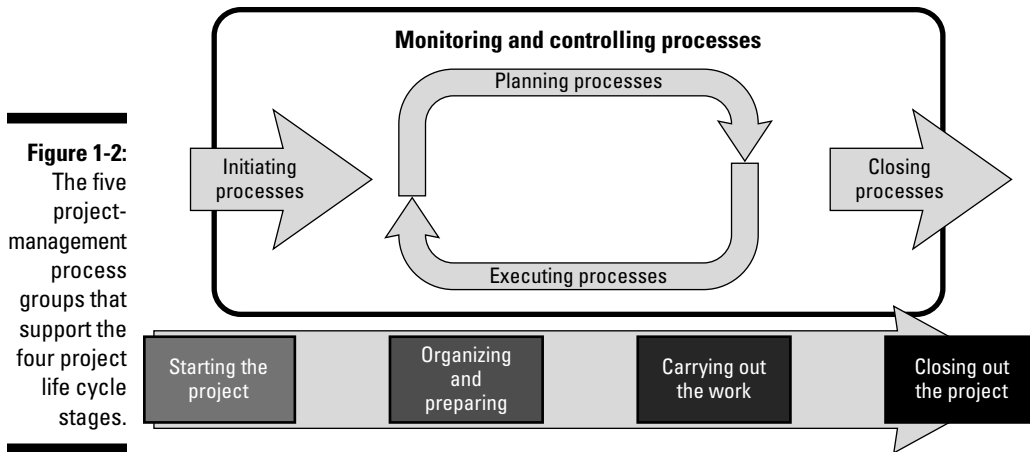 Monitoring and controlling processes
Planning processes
Initiating
processes
Closing
processes
Executing processes
Figure 1-2:
The five
project-
management
process
groups that
support the
four project
life cycle
stages.
Starting the
project
Organizing
and
preparing
Carrying out
the work
Closing out
the project